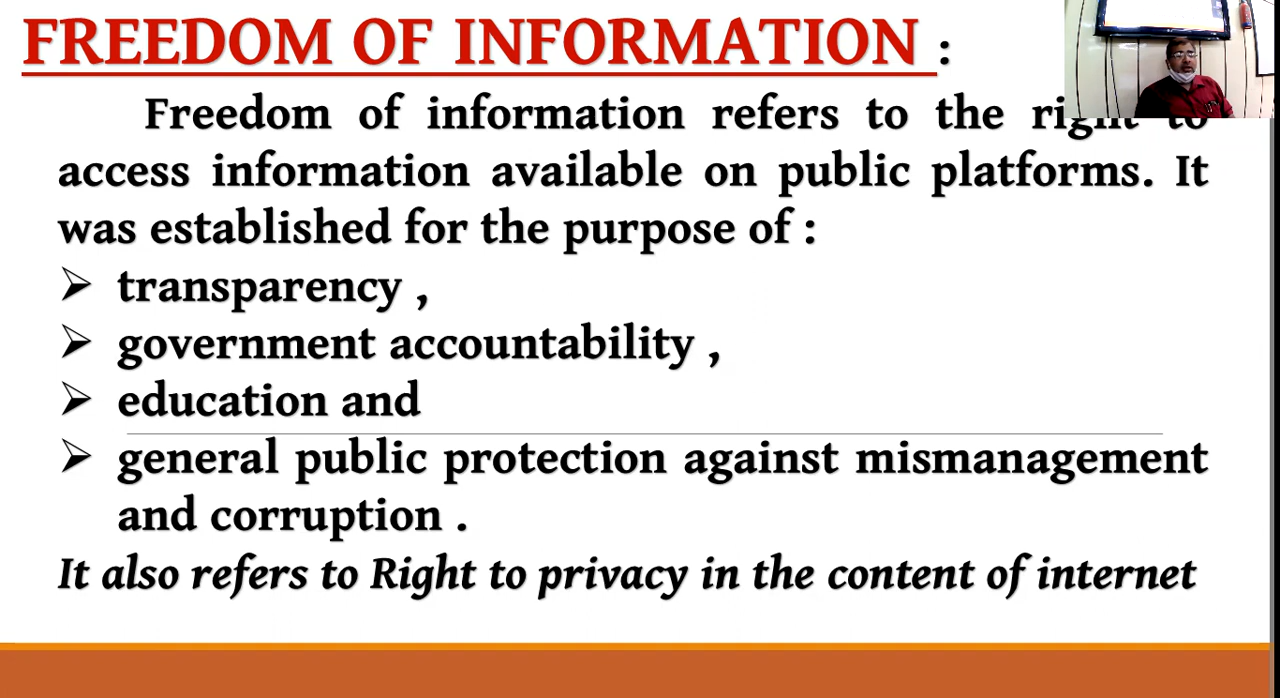 FREEDOM OF INFORMATION :
Freedom of information refers to the right to
access information available on public platforms. It
was established for the purpose of :
➢ transparency ,
➢ government accountability ,
➢ education and
➢ general public protection against mismanagement
and corruption .
It also refers to Right to privacy in the content of internet